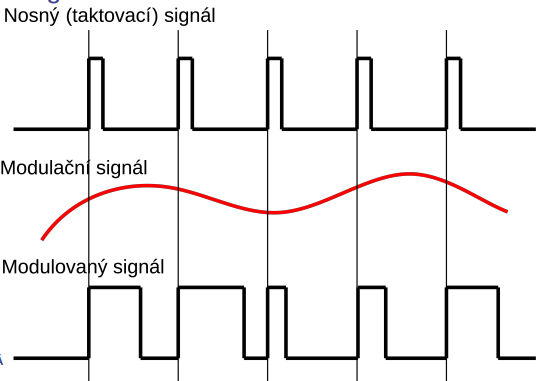 Nosný (taktovací) signál
Modulační signál
Modulovaný signál